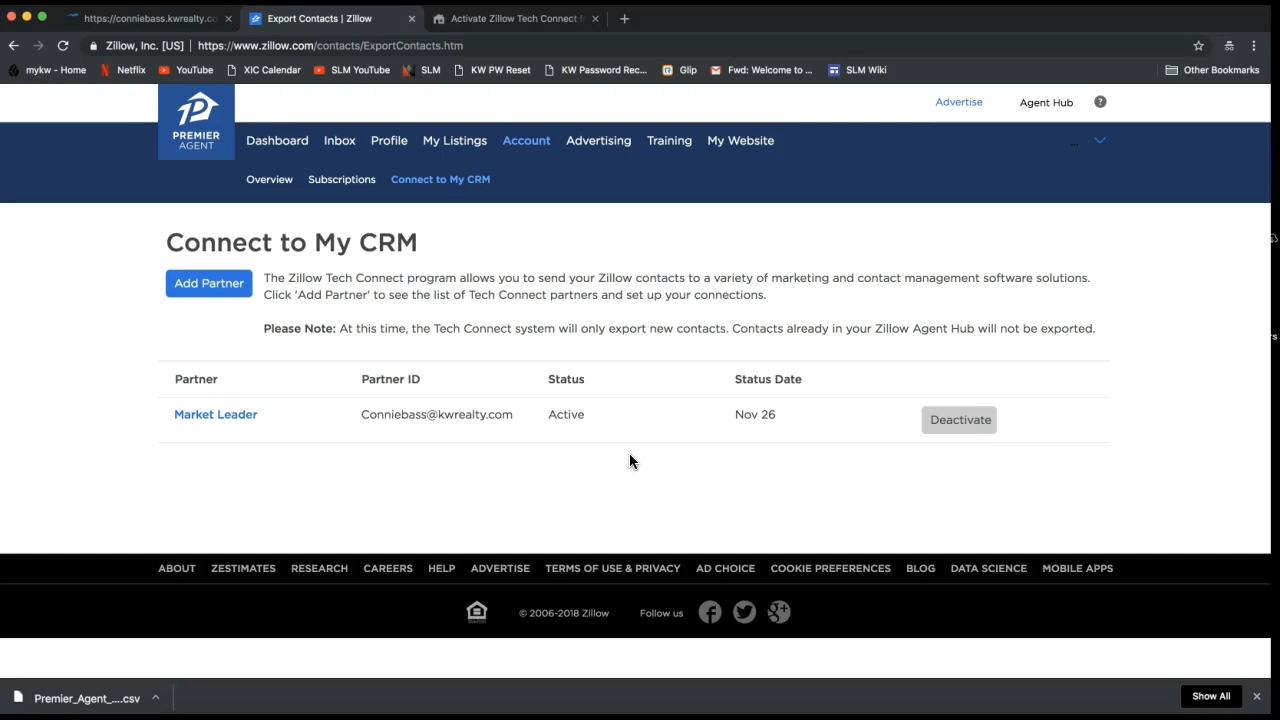 https://conniebass.kwrealty.co
Export Contacts | Zillow
Activate Zillow Tech Connect
Zillow, Inc. [US] | https://www.zillow.com/contacts/ExportContacts.htm
mykw - Home Netflix YouTube XIC Calendar SLM YouTube SLM KW PW Reset KW Password Rec... Glip Fwd: Welcome to ... SLM Wiki Other Bookmarks
Advertise Agent Hub ?
PREMIER
AGENT
Dashboard Inbox Profile My Listings Account Advertising Training My Website ...
Overview Subscriptions Connect to My CRM
Connect to My CRM
Add Partner
The Zillow Tech Connect program allows you to send your Zillow contacts to a variety of marketing and contact management software solutions.
Click 'Add Partner' to see the list of Tech Connect partners and set up your connections.
Please Note: At this time, the Tech Connect system will only export new contacts. Contacts already in your Zillow Agent Hub will not be exported.
Partner Partner ID Status Status Date
Market Leader Conniebass@kwrealty.com Active Nov 26 Deactivate
ABOUT ZESTIMATES RESEARCH CAREERS HELP ADVERTISE TERMS OF USE & PRIVACY AD CHOICE COOKIE PREFERENCES BLOG DATA SCIENCE MOBILE APPS
© 2006-2018 Zillow Follow us
Premier_Agent_....csv Show All